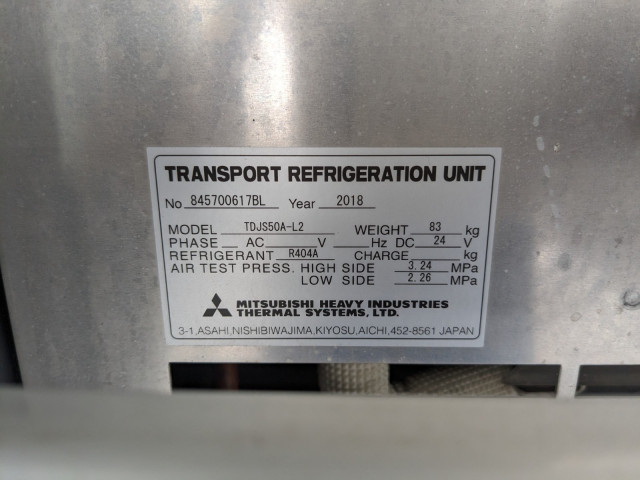 TRANSPORT REFRIGERATION UNIT
No 845700617BL Year 2018
MODEL TDJS50A-L2 WEIGHT 83 kg
PHASE AC V Hz DC 24 V
REFRIGERANT R404A CHARGE kg
AIR TEST PRESS. HIGH SIDE 3.24 MPa
LOW SIDE 2.26 MPa
MITSUBISHI HEAVY INDUSTRIES
THERMAL SYSTEMS, LTD.
3-1,ASAHI,NISHIBIWAJIMA,KIYOSU,AICHI,452-8561 JAPAN